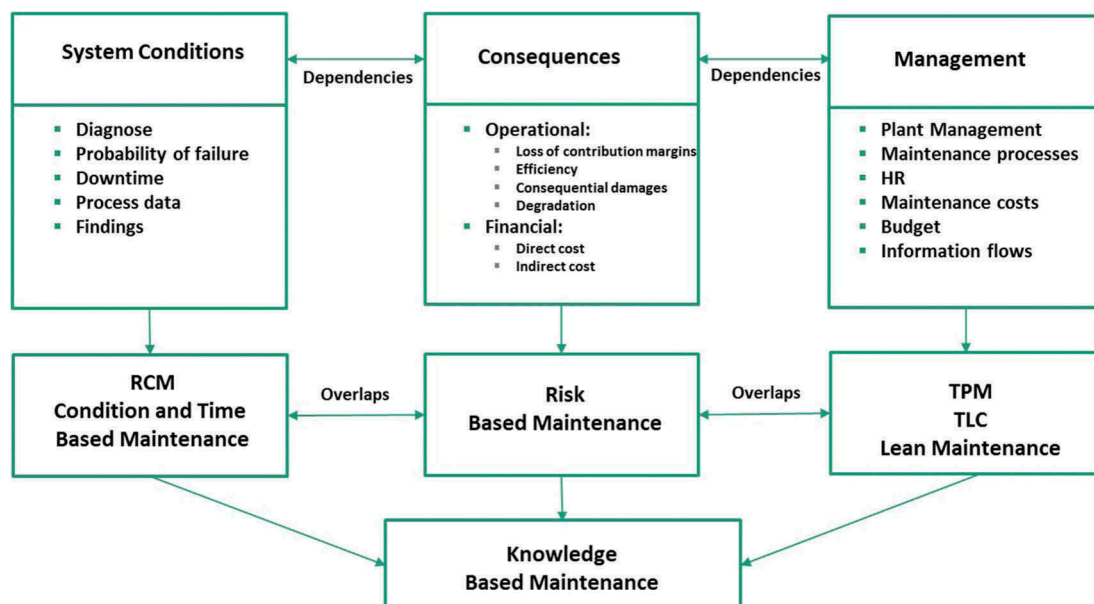 System Conditions
Dependencies
Consequences
Dependencies
Management
Diagnose
Probability of failure
Downtime
Process data
Findings
Operational:
Loss of contribution margins
Efficiency
Consequential damages
Degradation
Financial:
Direct cost
Indirect cost
Plant Management
Maintenance processes
HR
Maintenance costs
Budget
Information flows
RCM
Condition and Time
Based Maintenance
Overlaps
Risk
Based Maintenance
Overlaps
TPM
TLC
Lean Maintenance
Knowledge
Based Maintenance